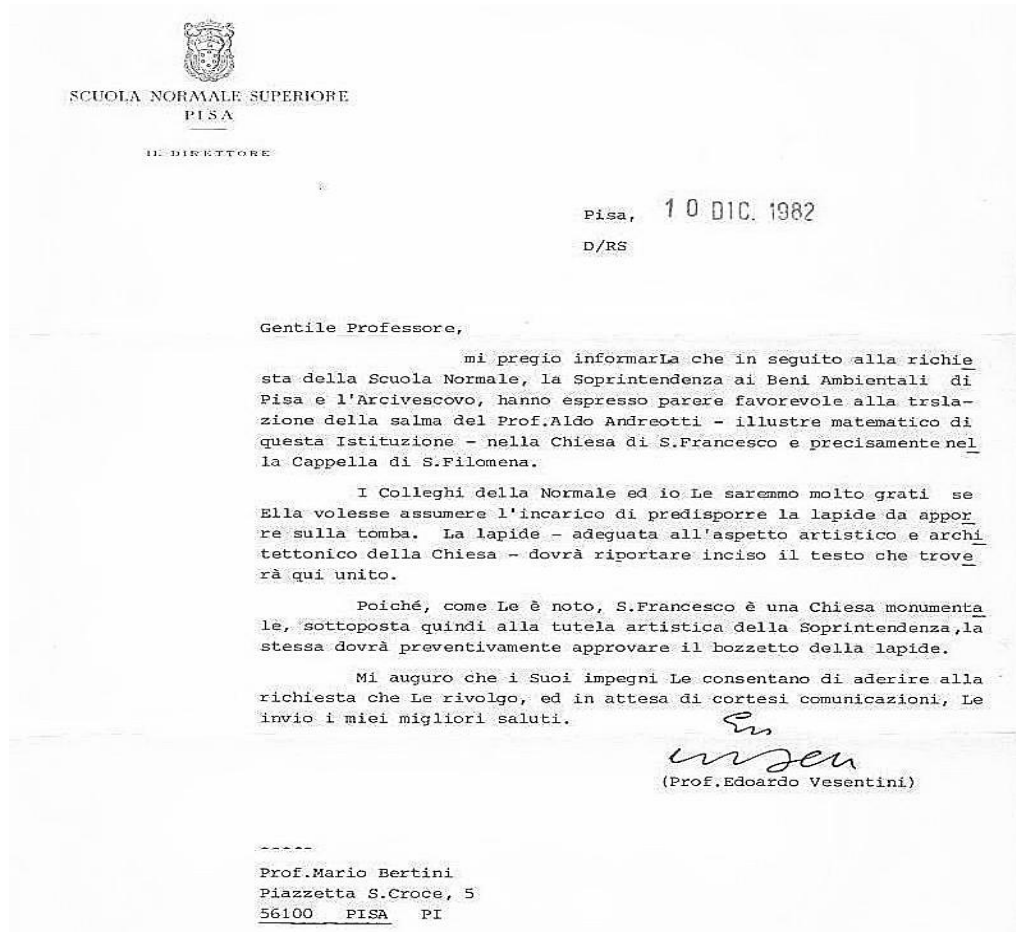 SCUOLA NORMALE SUPERIORE
PISA
IL DIRETTORE
Pisa, 10 DIC. 1982
D/RS
Gentile Professore,
mi pregio informarLa che in seguito alla richie
sta della Scuola Normale, la Soprintendenza ai Beni Ambientali di
Pisa e l'Arcivescovo, hanno espresso parere favorevole alla trsla-
zione della salma del Prof.Aldo Andreotti - illustre matematico di
questa Istituzione - nella Chiesa di S.Francesco e precisamente nel
la Cappella di S.Filomena.
I Colleghi della Normale ed io Le saremmo molto grati se
Ella volesse assumere l'incarico di predisporre la lapide da appor
re sulla tomba. La lapide - adeguata all'aspetto artistico e archi
tettonico della Chiesa - dovrà riportare inciso il testo che trove
rà qui unito.
Poiché, come Le è noto, S.Francesco è una Chiesa monumenta
le, sottoposta quindi alla tutela artistica della Soprintendenza,la
stessa dovrà preventivamente approvare il bozzetto della lapide.
Mi auguro che i Suoi impegni Le consentano di aderire alla
richiesta che Le rivolgo, ed in attesa di cortesi comunicazioni, Le
invio i miei migliori saluti.
(Prof.Edoardo Vesentini)
-----
Prof.Mario Bertini
Piazzetta S.Croce, 5
56100 PISA PI